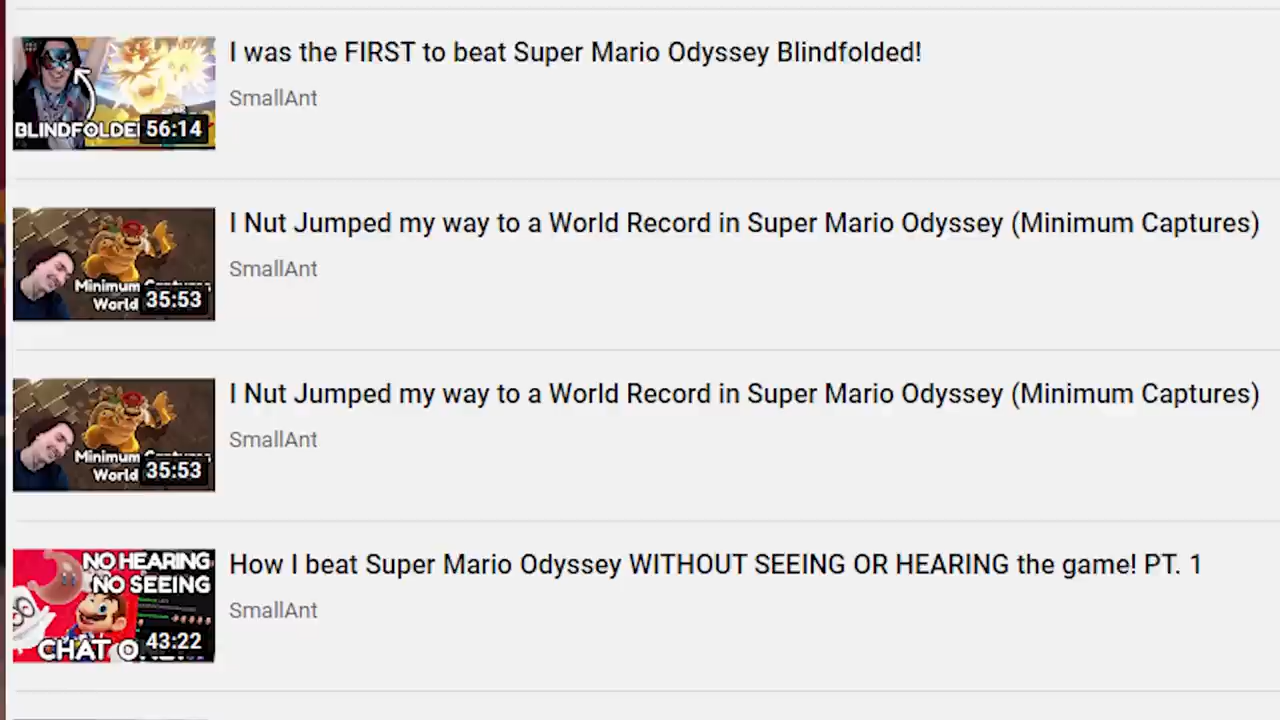 I was the FIRST to beat Super Mario Odyssey Blindfolded!
SmallAnt
BLINDFOLDE
56:14
I Nut Jumped my way to a World Record in Super Mario Odyssey (Minimum Captures)
SmallAnt
Minimum Captures
World
35:53
I Nut Jumped my way to a World Record in Super Mario Odyssey (Minimum Captures)
SmallAnt
Minimum Captures
World
35:53
How I beat Super Mario Odyssey WITHOUT SEEING OR HEARING the game! PT. 1
SmallAnt
NO HEARING
NO SEEING
CHAT
43:22